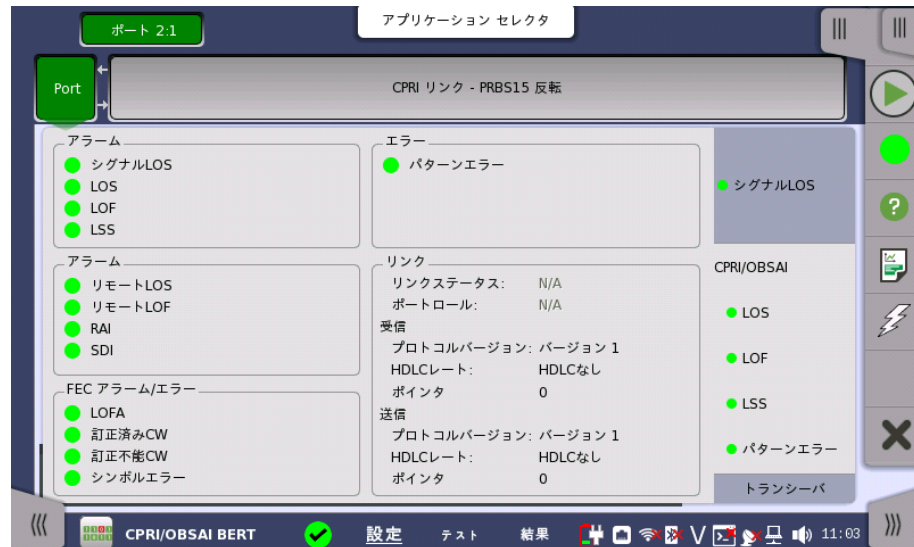 ポート 2:1
アプリケーション セレクタ
Port
CPRI リンク - PRBS15 反転
アラーム
シグナルLOS
LOS
LOF
LSS
アラーム
リモートLOS
リモートLOF
RAI
SDI
FEC アラーム/エラー
LOFA
訂正済みCW
訂正不能CW
シンボルエラー
エラー
パターンエラー
リンク
リンクステータス: N/A
ポートロール: N/A
受信
プロトコルバージョン: バージョン 1
HDLCレート: HDLCなし
ポインタ 0
送信
プロトコルバージョン: バージョン 1
HDLCレート: HDLCなし
ポインタ 0
シグナルLOS
CPRI/OBSAI
LOS
LOF
LSS
パターンエラー
トランシーバ
CPRI/OBSAI BERT 設定 テスト 結果 11:03